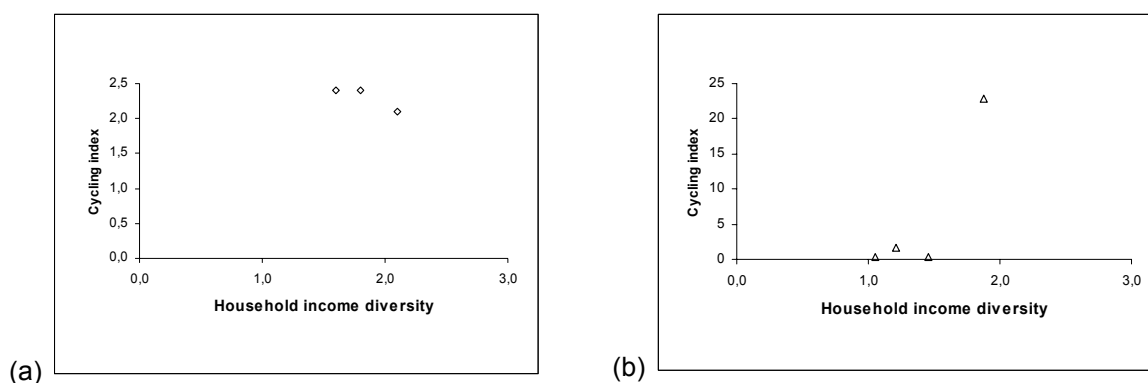 2,5
2,0
1,5
1,0
0,5
0,0
Cycling index
0,0 1,0 2,0 3,0
Household income diversity
(a)
25
20
15
10
5
0
Cycling index
0,0 1,0 2,0 3,0
Household income diversity
(b)